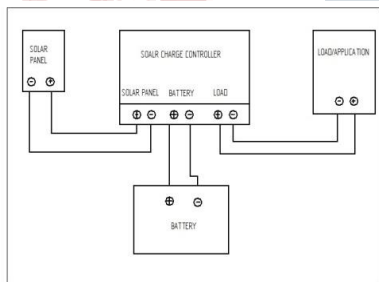 SOLAR
PANEL
SOALR CHARGE CONTROLLER
LOAD/APPLICATION
SOLAR PANEL BATTERY LOAD
BATTERY